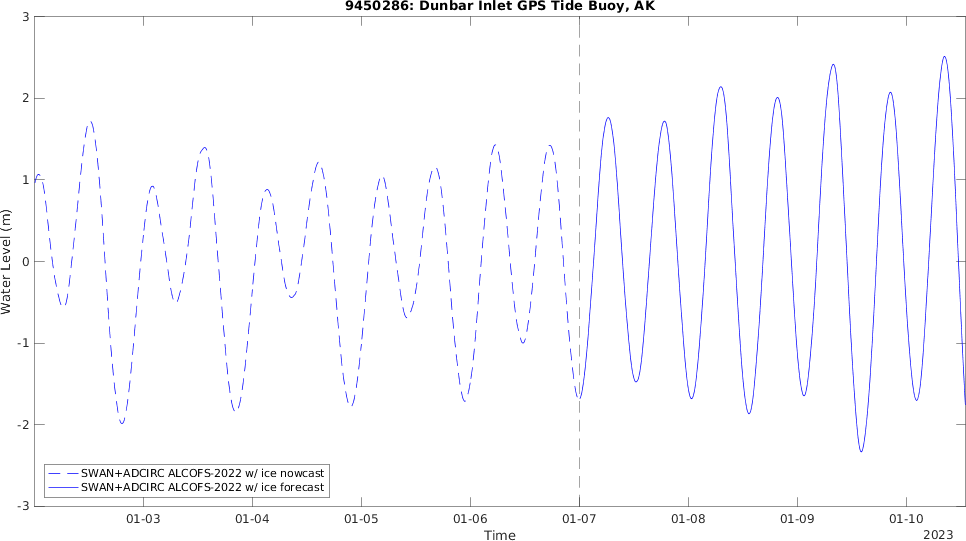 9450286: Dunbar Inlet GPS Tide Buoy, AK
3
2
1
0
-1
-2
-3
Water Level (m)
SWAN+ADCIRC ALCOFS-2022 w/ ice nowcast
SWAN+ADCIRC ALCOFS-2022 w/ ice forecast
01-03 01-04 01-05 01-06 01-07 01-08 01-09 01-10
Time
2023